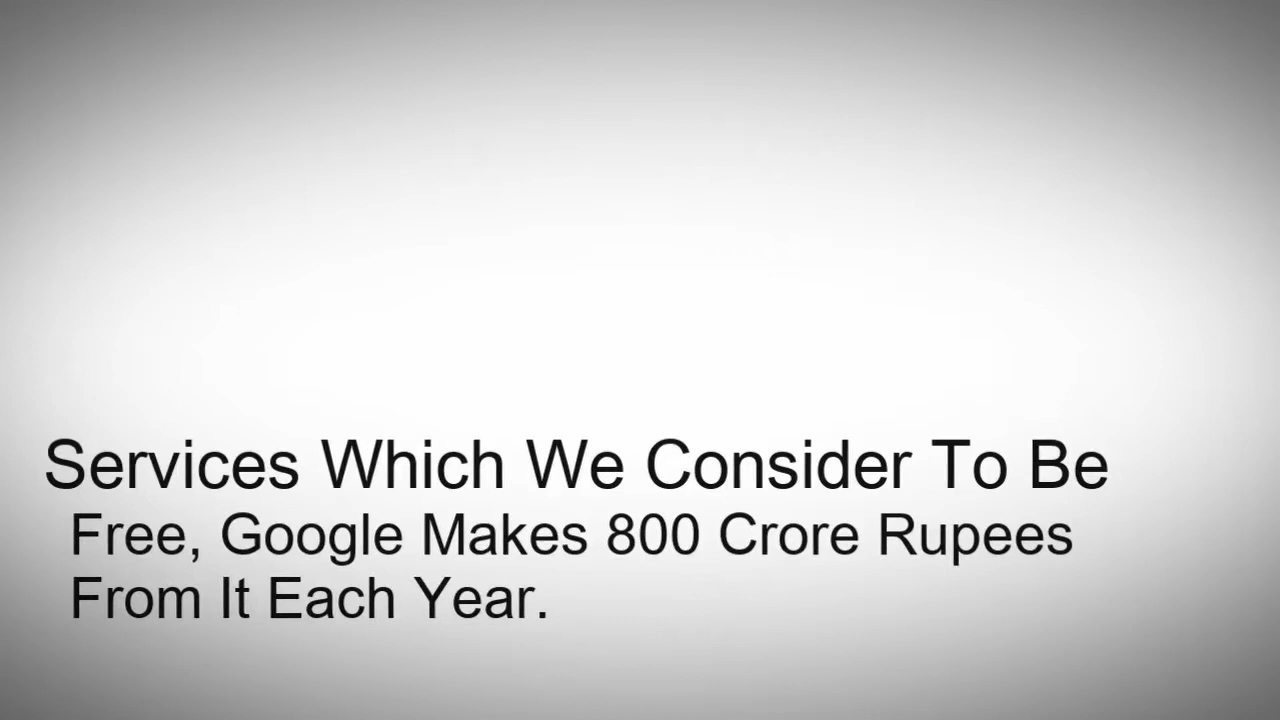 Services Which We Consider To Be
Free, Google Makes 800 Crore Rupees
From It Each Year.